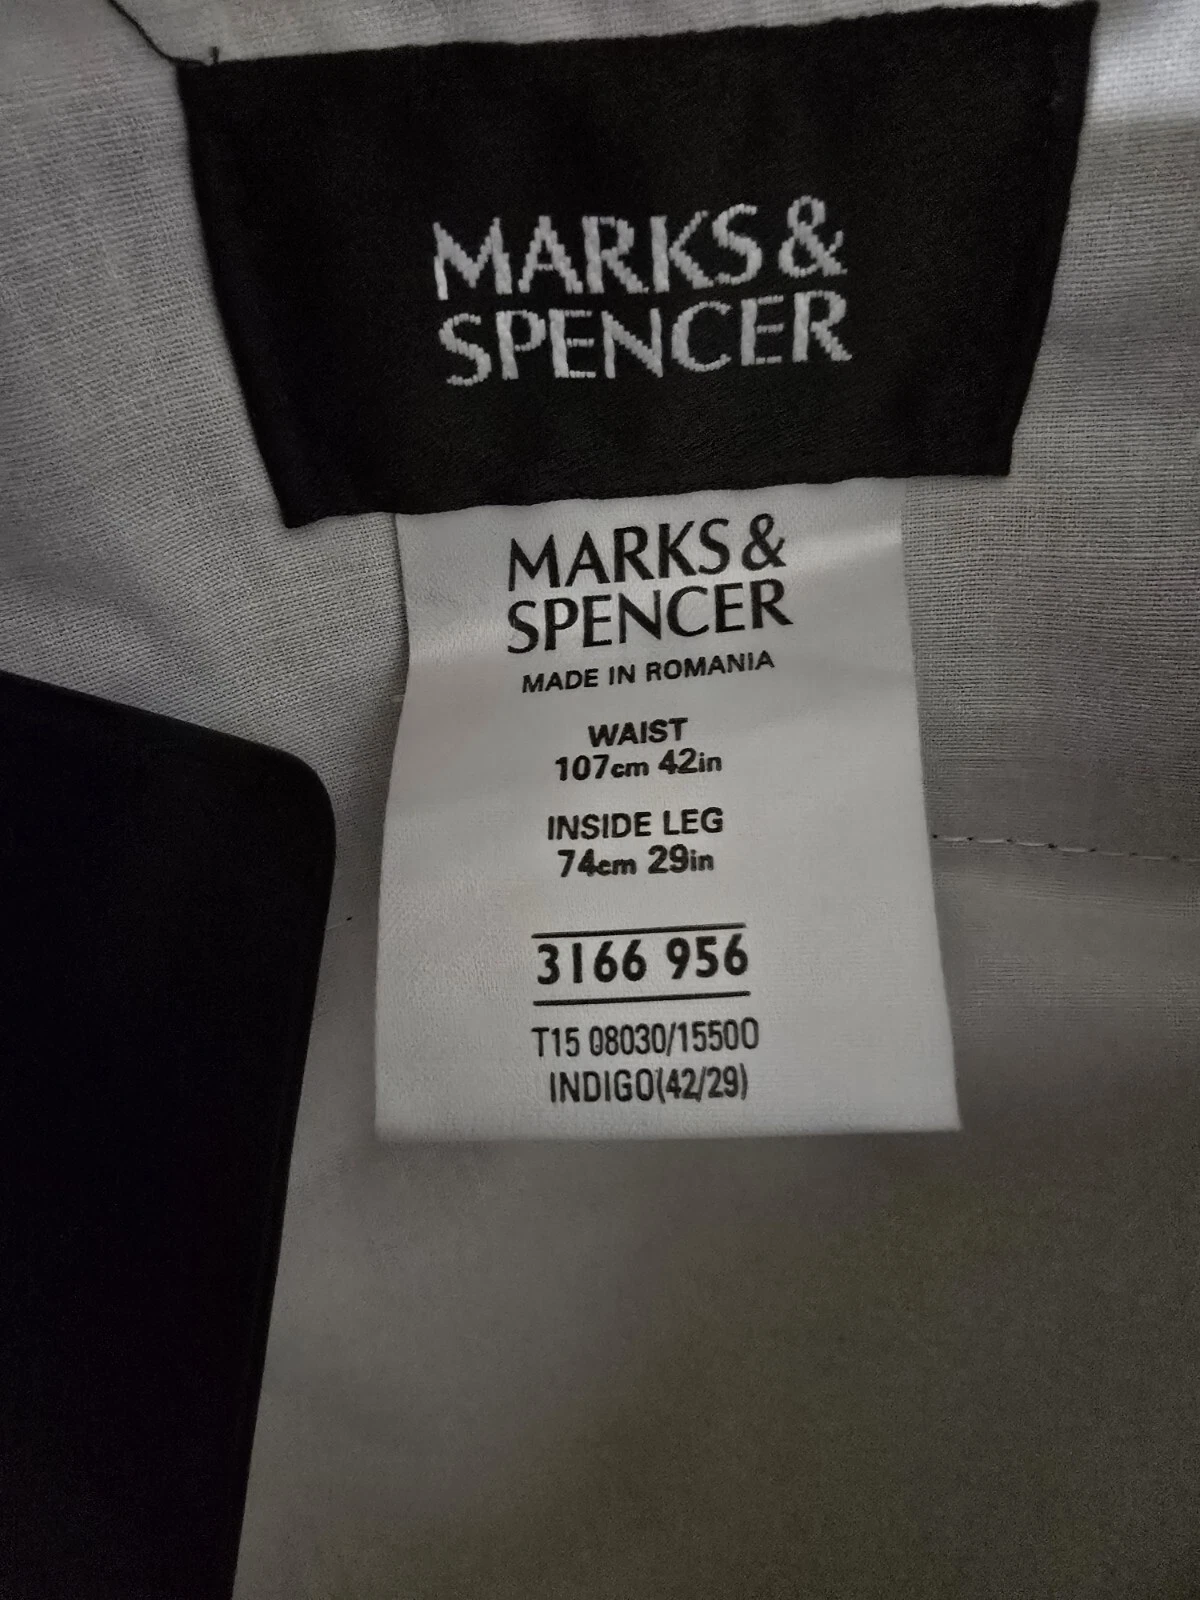 MARKS &
SPENCER
MARKS &
SPENCER
MADE IN ROMANIA
WAIST
107cm 42in
INSIDE LEG
74cm 29in
3166 956
T15 08030/15500
INDIGO(42/29)